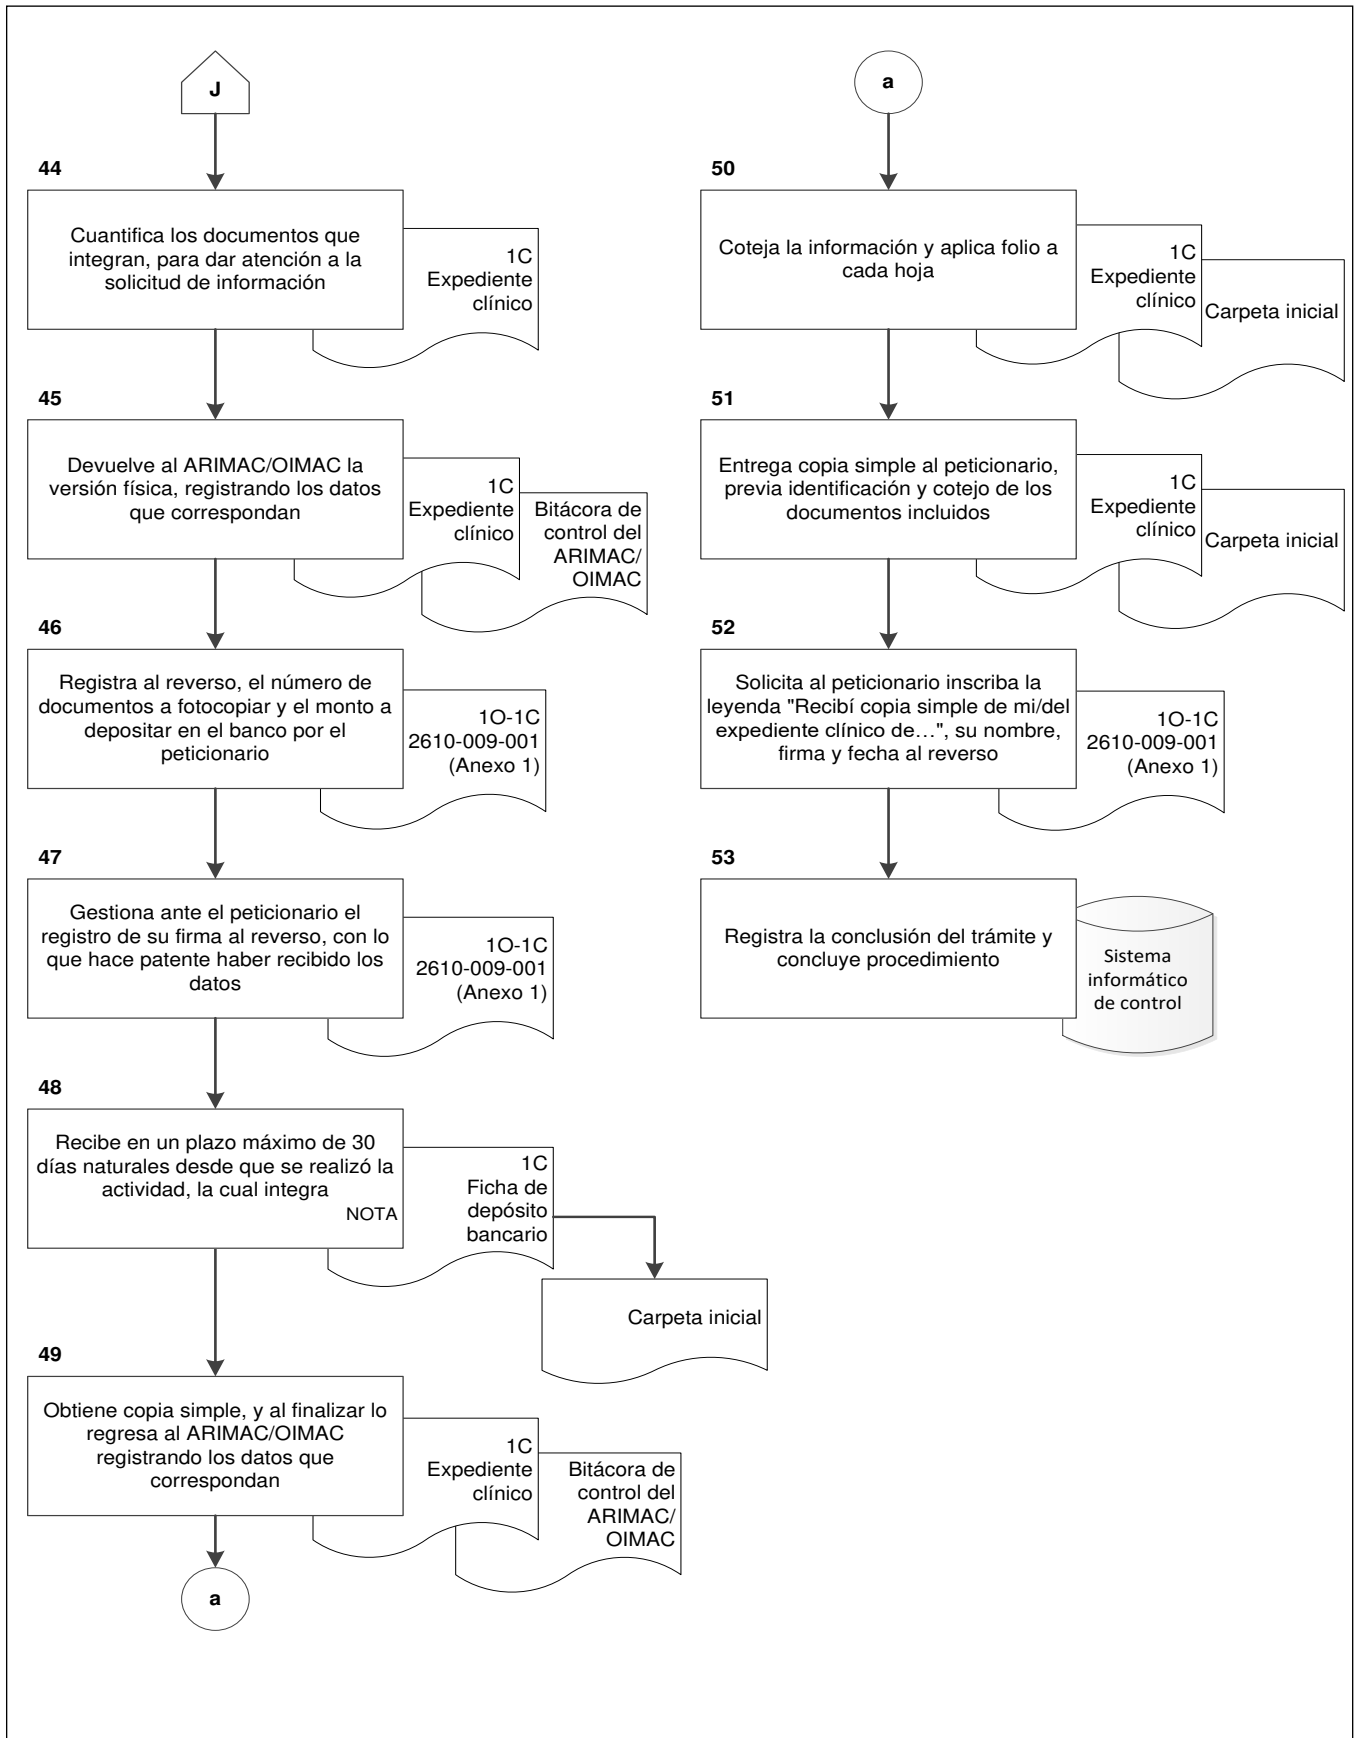 J
44
Cuantifica los documentos que
integran, para dar atención a la
solicitud de información
1C
Expediente
clínico
45
Devuelve al ARIMAC/OIMAC la
versión física, registrando los datos
que correspondan
1C
Expediente
clínico
Bitácora de
control del
ARIMAC/
OIMAC
46
Registra al reverso, el número de
documentos a fotocopiar y el monto a
depositar en el banco por el
peticionario
1O-1C
2610-009-001
(Anexo 1)
47
Gestiona ante el peticionario el
registro de su firma al reverso, con lo
que hace patente haber recibido los
datos
1O-1C
2610-009-001
(Anexo 1)
48
Recibe en un plazo máximo de 30
días naturales desde que se realizó la
actividad, la cual integra
NOTA
1C
Ficha de
depósito
bancario
Carpeta inicial
49
Obtiene copia simple, y al finalizar lo
regresa al ARIMAC/OIMAC
registrando los datos que
correspondan
1C
Expediente
clínico
Bitácora de
control del
ARIMAC/
OIMAC
a
a
50
Coteja la información y aplica folio a
cada hoja
1C
Expediente
clínico
Carpeta inicial
51
Entrega copia simple al peticionario,
previa identificación y cotejo de los
documentos incluidos
1C
Expediente
clínico
Carpeta inicial
52
Solicita al peticionario inscriba la
leyenda "Recibí copia simple de mi/del
expediente clínico de…", su nombre,
firma y fecha al reverso
1O-1C
2610-009-001
(Anexo 1)
53
Registra la conclusión del trámite y
concluye procedimiento
Sistema
informático
de control